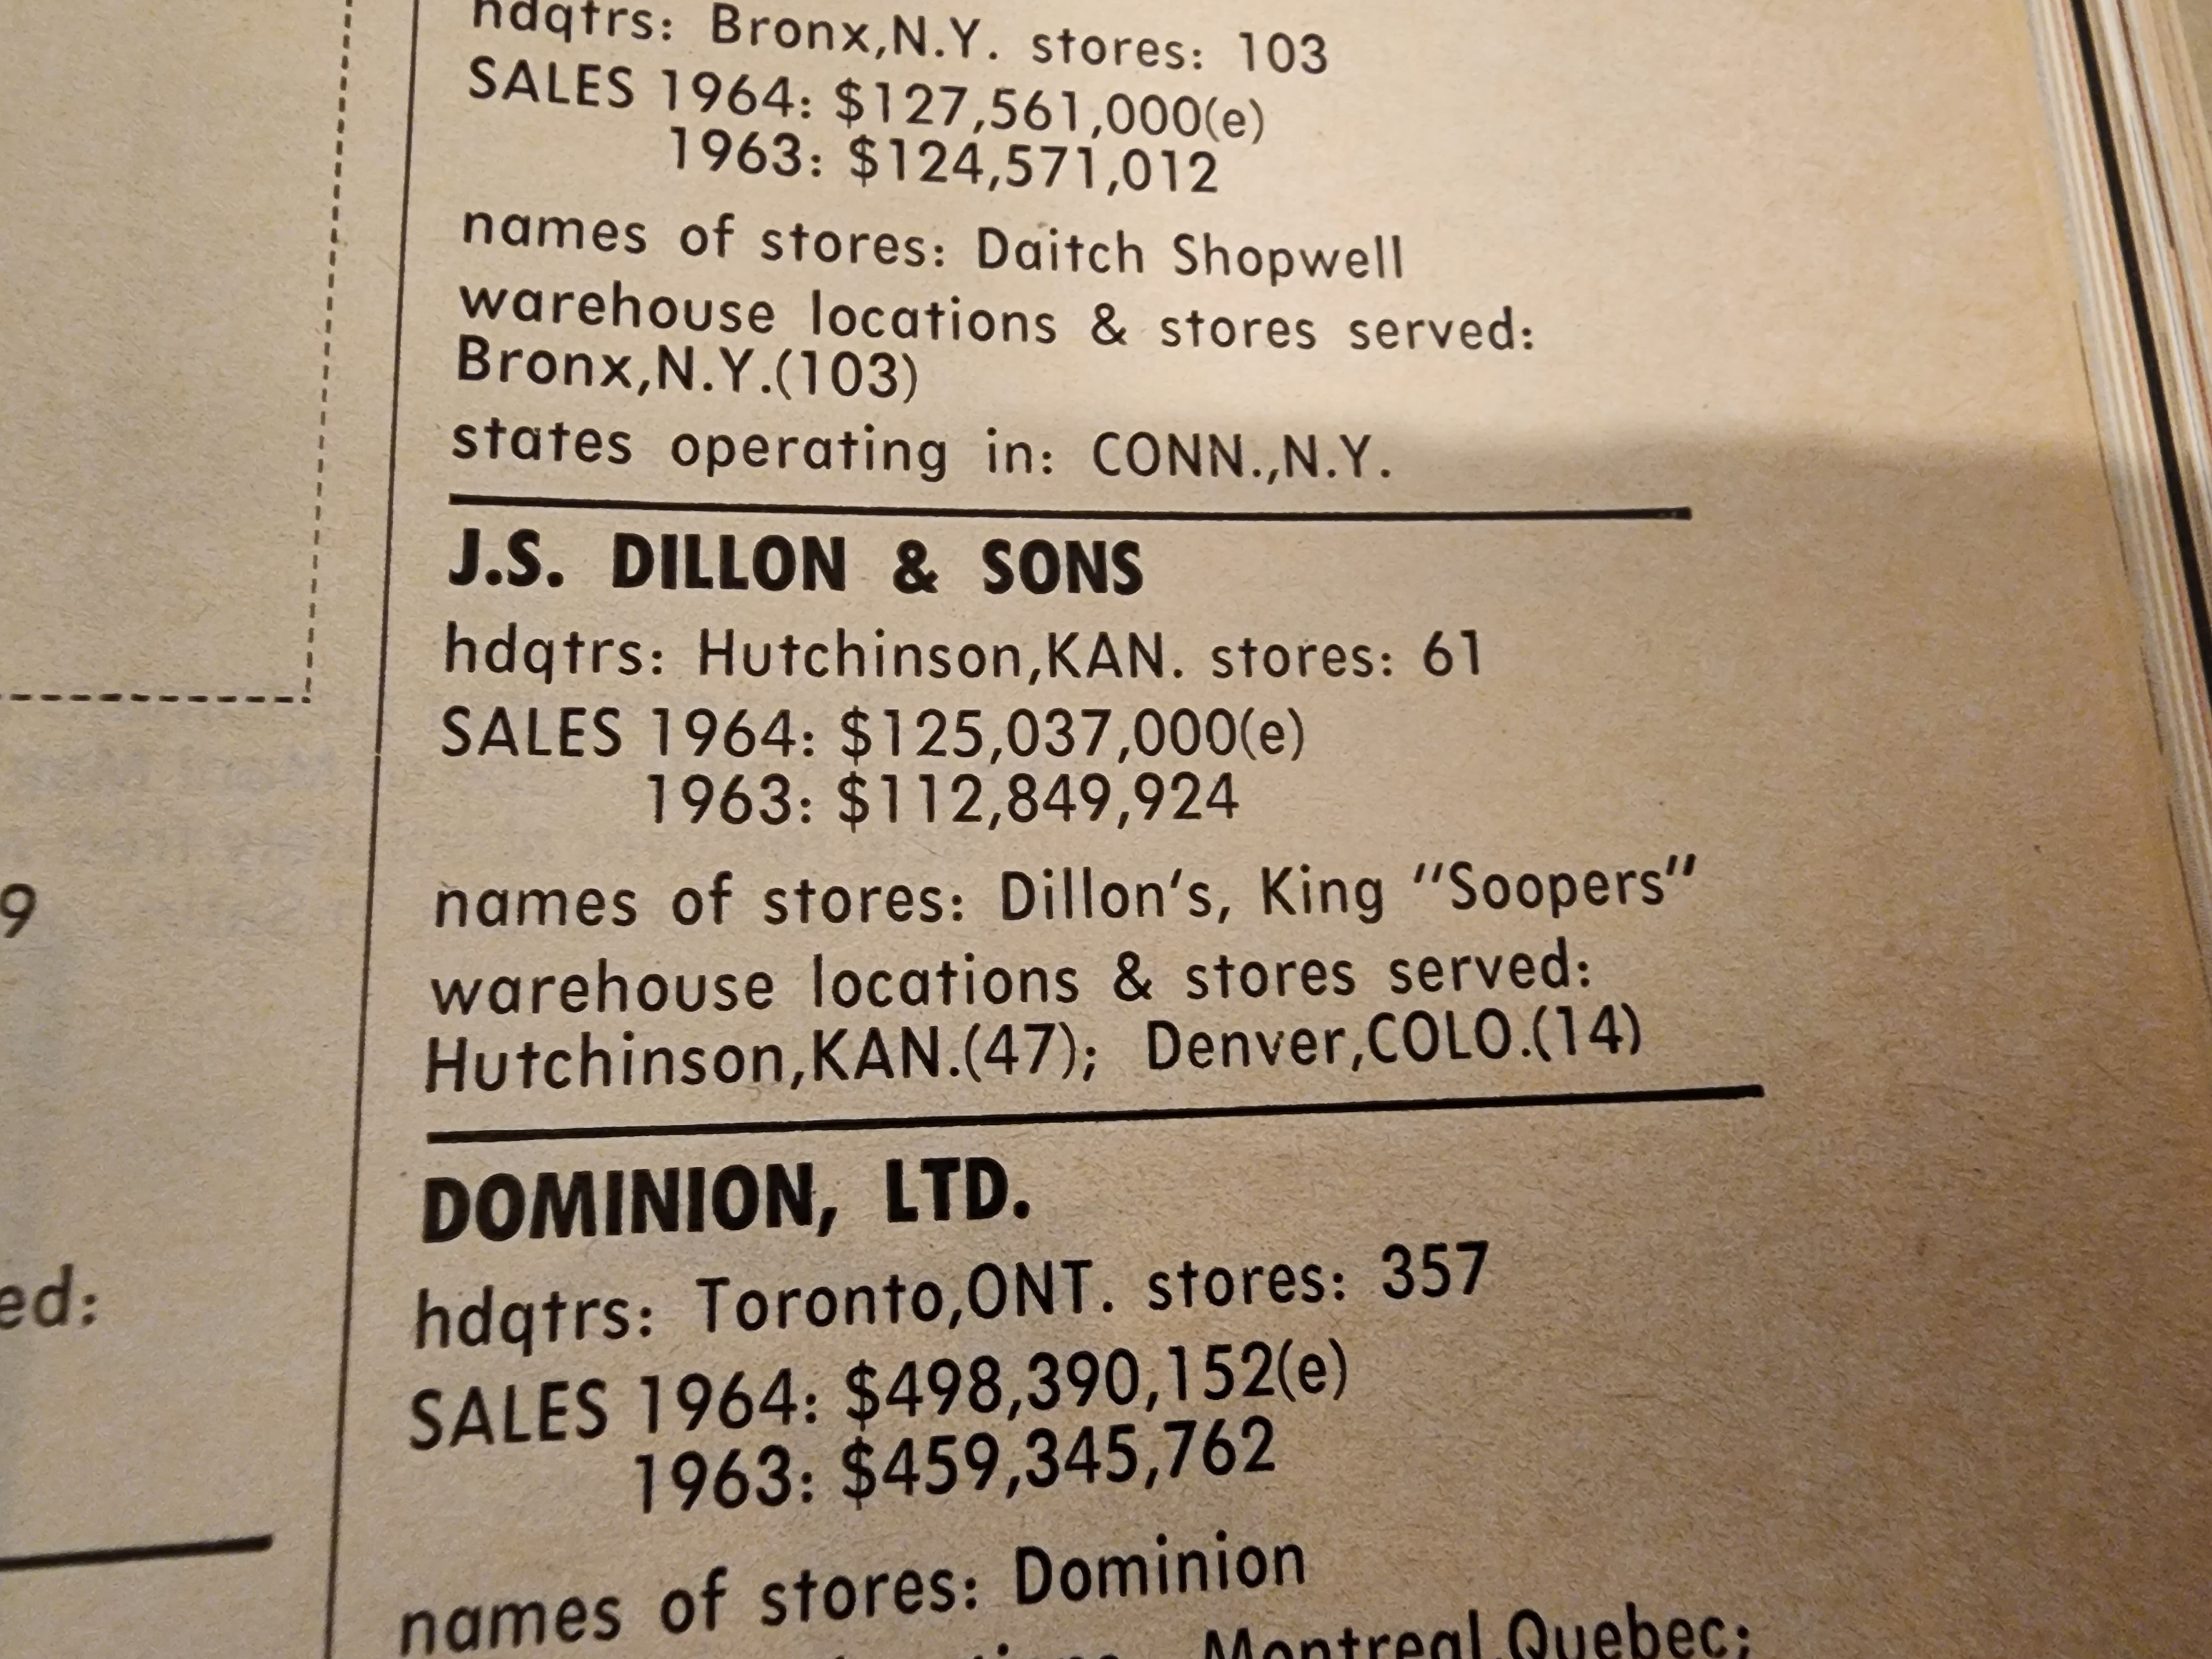 hdqtrs: Bronx,N.Y. stores: 103
SALES 1964: $127,561,000(e)
1963: $124,571,012
names of stores: Daitch Shopwell
warehouse locations & stores served:
Bronx,N.Y.(103)
states operating in: CONN.,N.Y.
J.S. DILLON & SONS
hdqtrs: Hutchinson,KAN. stores: 61
SALES 1964: $125,037,000(e)
1963: $112,849,924
names of stores: Dillon's, King "Soopers"
warehouse locations & stores served:
Hutchinson,KAN.(47); Denver,COLO.(14)
DOMINION, LTD.
hdqtrs: Toronto,ONT. stores: 357
SALES 1964: $498,390,152(e)
1963: $459,345,762
names of stores: Dominion
Montreal,Quebec;
9
ed: